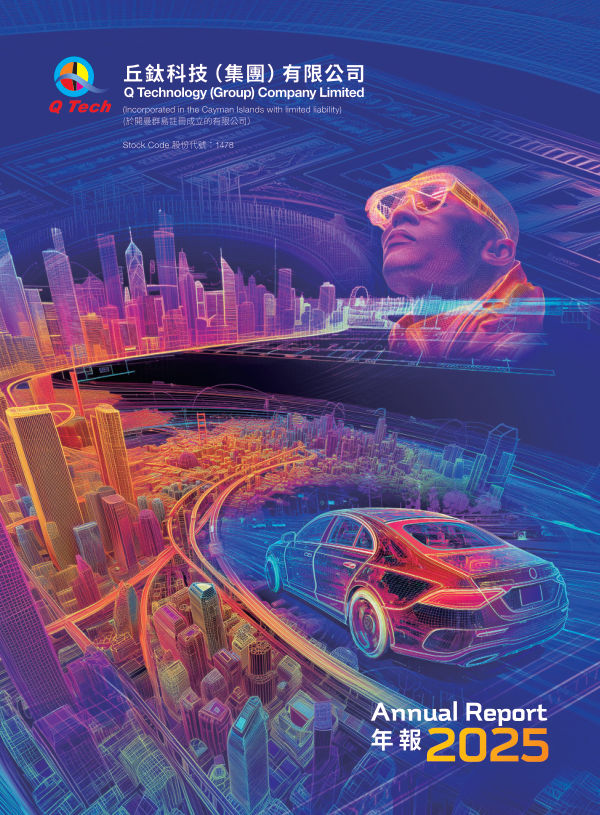 丘鈦科技（集團）有限公司
Q Technology (Group) Company Limited
Q Tech
(Incorporated in the Cayman Islands with limited liability)
(於開曼群島註冊成立的有限公司)
Stock Code 股份代號：1478
Annual Report
年報 2025